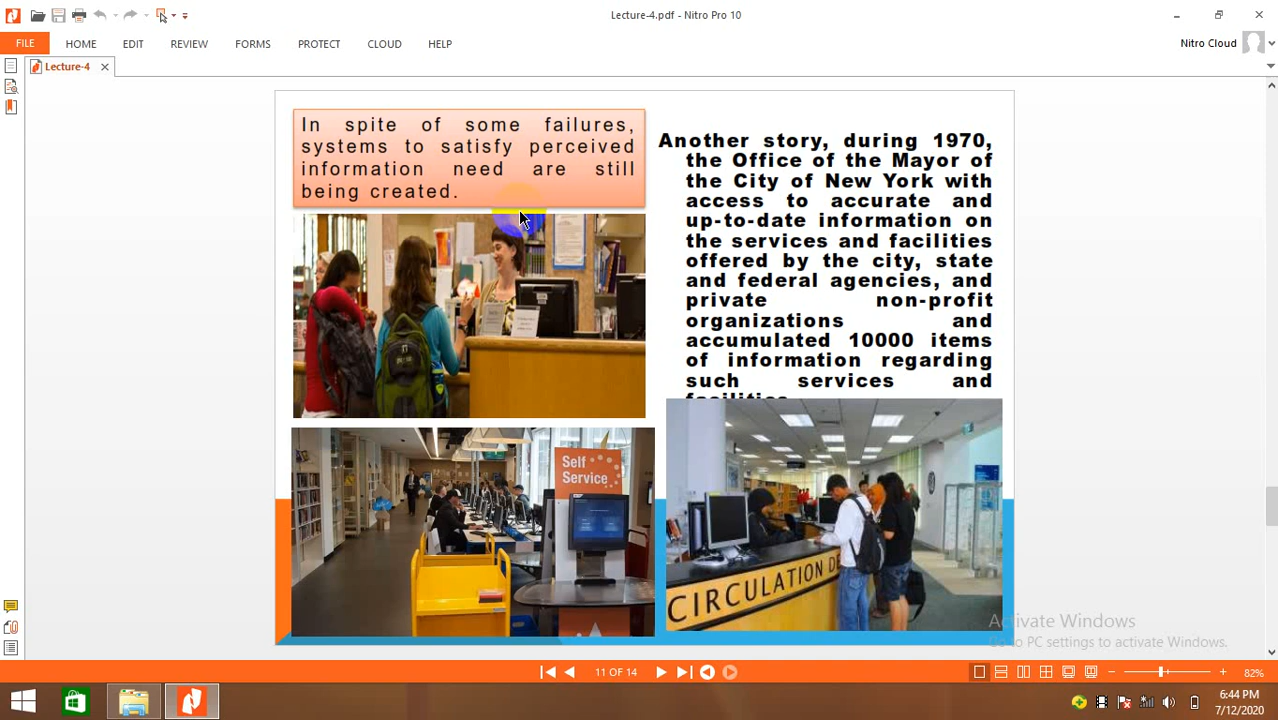 Lecture-4.pdf - Nitro Pro 10
FILE HOME EDIT REVIEW FORMS PROTECT CLOUD HELP
Nitro Cloud
Lecture-4
In spite of some failures,
systems to satisfy perceived
information need are still
being created.
Another story, during 1970,
the Office of the Mayor of
the City of New York with
access to accurate and
up-to-date information on
the services and facilities
offered by the city, state
and federal agencies, and
private non-profit
organizations and
accumulated 10000 items
of information regarding
such services and
facilities
Self
Service
CIRCULATION DE
Activate Windows
Go to PC settings to activate Windows.
11 OF 14
82%
6:44 PM
7/12/2020